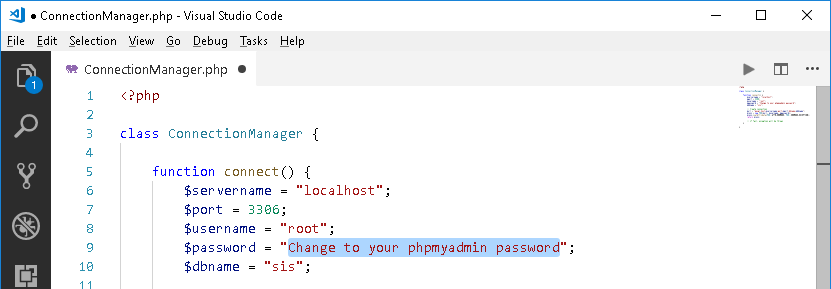 ● ConnectionManager.php - Visual Studio Code
File Edit Selection View Go Debug Tasks Help
1
ConnectionManager.php ●
1 <?php
2
3 class ConnectionManager {
4
5 function connect() {
6 $servername = "localhost";
7 $port = 3306;
8 $username = "root";
9 $password = "Change to your phpmyadmin password";
10 $dbname = "sis";
11